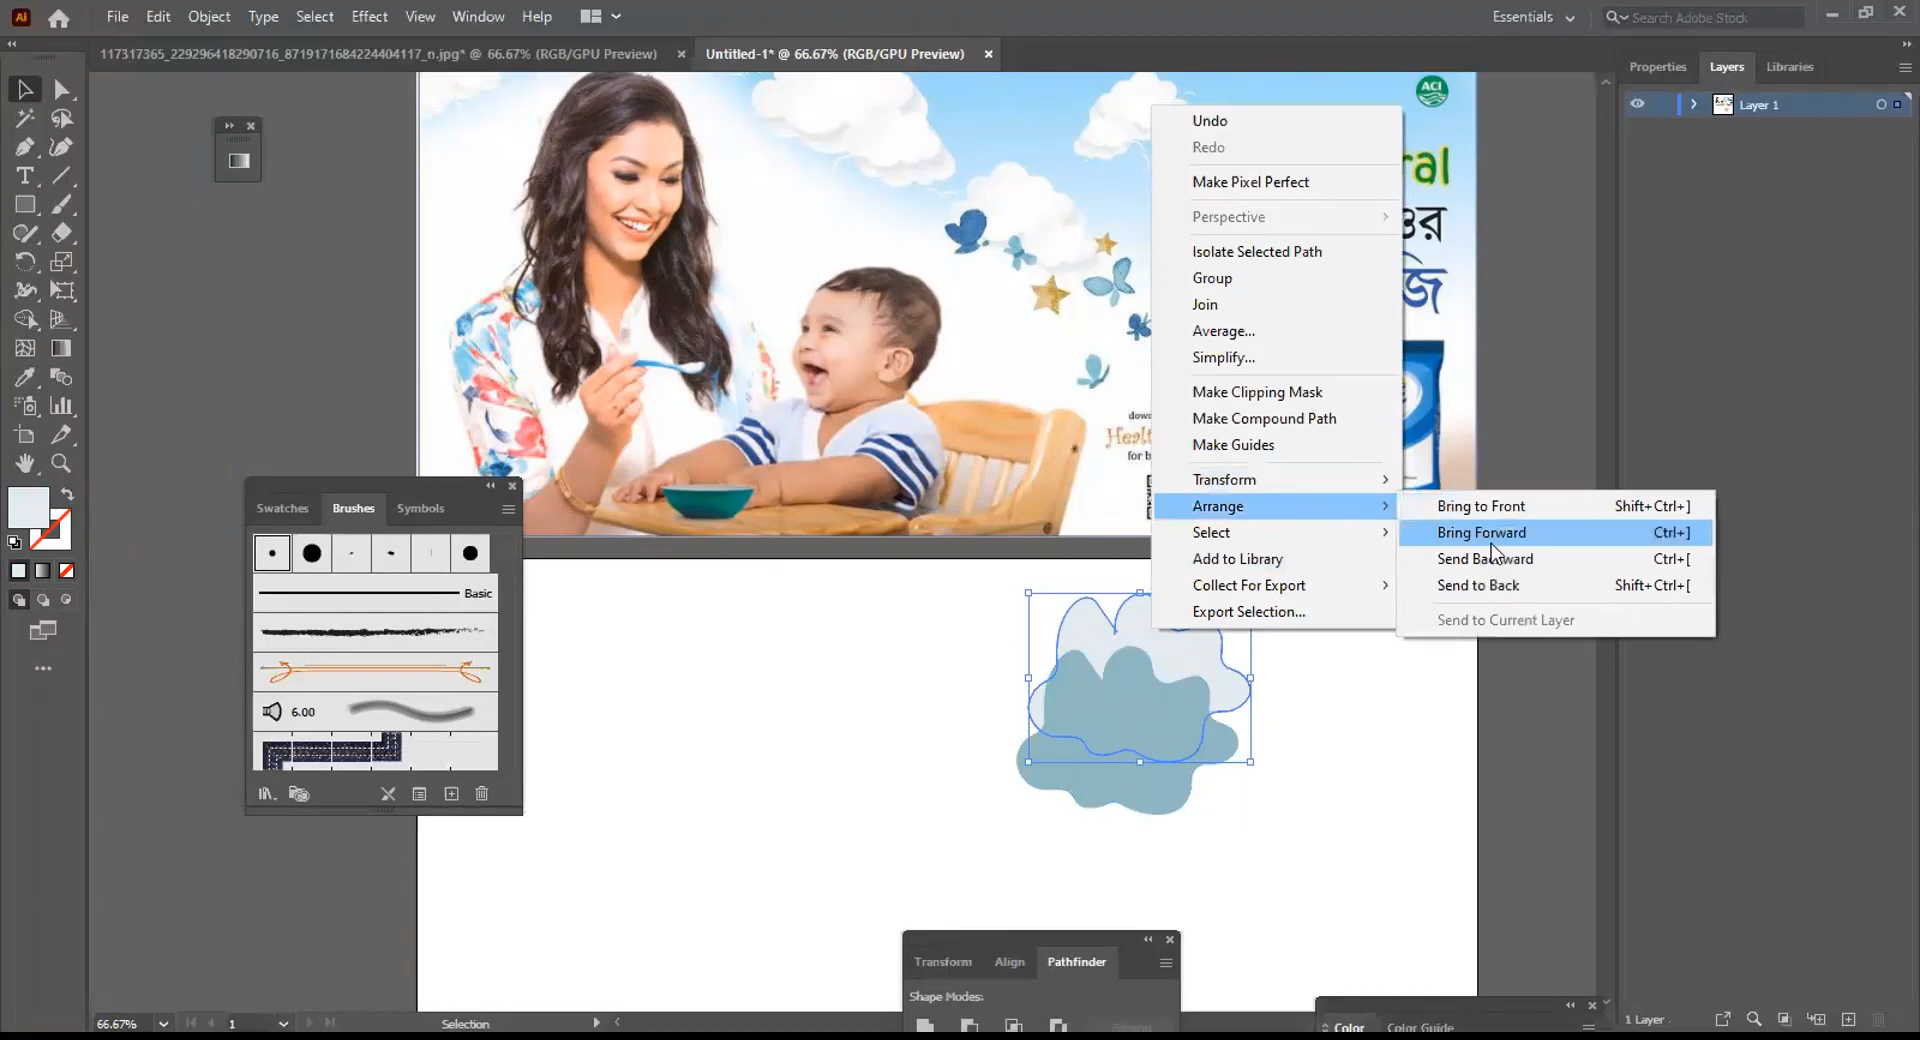 Ai File Edit Object Type Select Effect View Window Help Essentials Search Adobe Stock
117317365_229296418290716_8719171684224404117_n.jpg* @ 66.67% (RGB/GPU Preview) Untitled-1* @ 66.67% (RGB/GPU Preview)
Properties Layers Libraries
Layer 1
ACI
ral
Undo
Redo
Make Pixel Perfect
Perspective
Isolate Selected Path
Group
Join
Average...
Simplify...
Make Clipping Mask
Make Compound Path
Make Guides
Transform
Arrange
Select
Add to Library
Collect For Export
Export Selection...
Bring to Front Shift+Ctrl+]
Bring Forward Ctrl+]
Send Backward Ctrl+[
Send to Back Shift+Ctrl+[
Send to Current Layer
for b
Swatches Brushes Symbols
Basic
6.00
Transform Align Pathfinder
Shape Modes:
Color Color Guide
66.67% 1 Selection
1 Layer